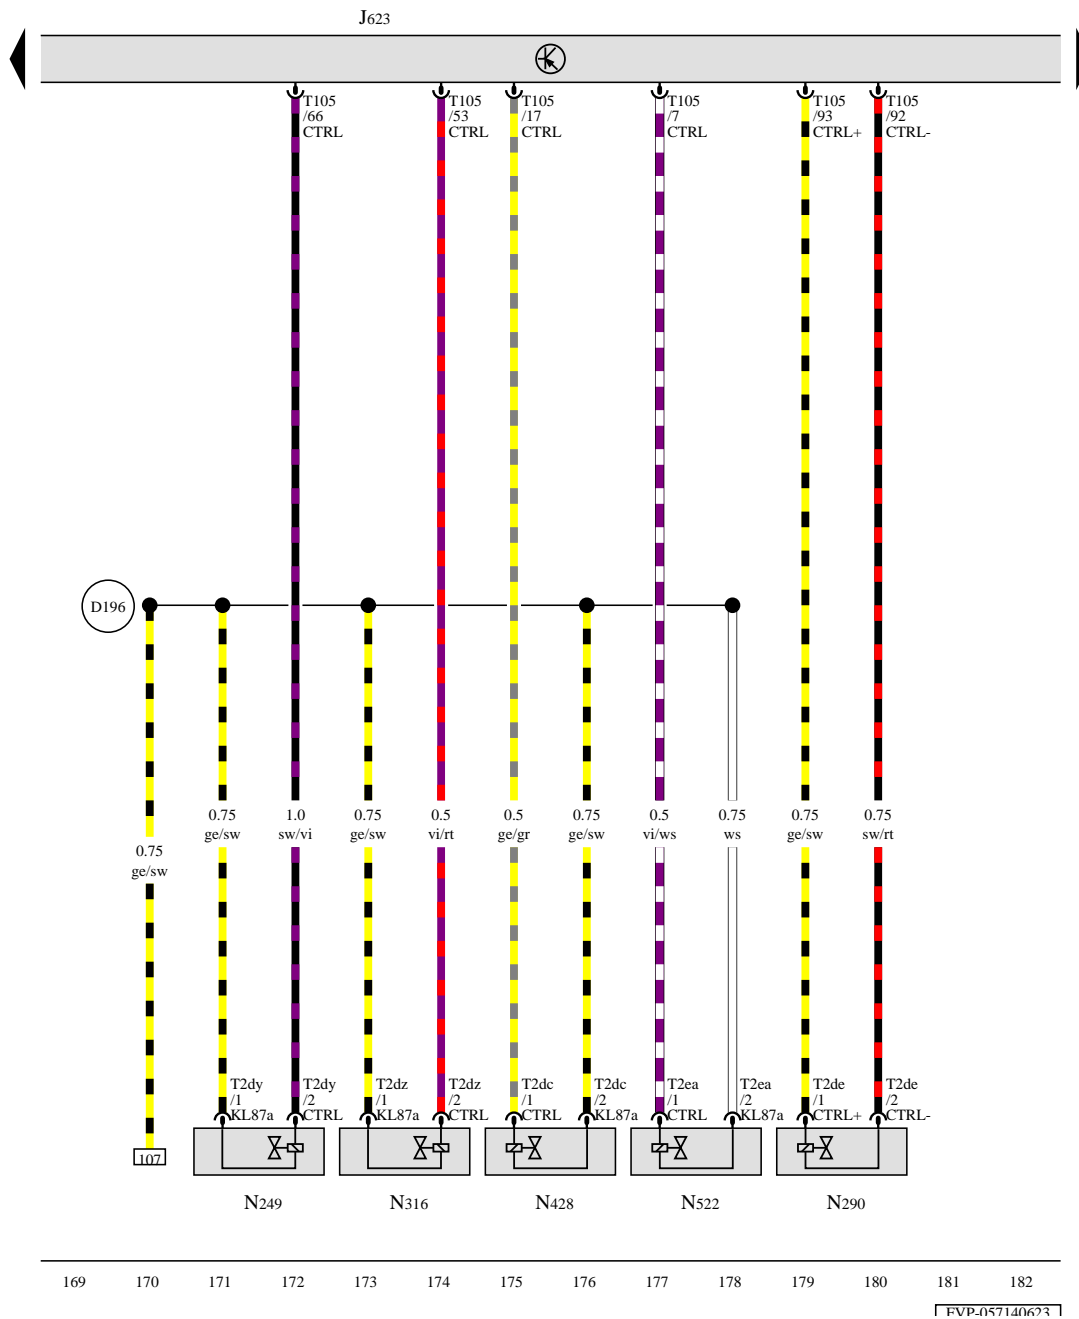 J623
T105 T105 T105 T105 T105 T105
/66 /53 /17 /7 /93 /92
CTRL CTRL CTRL CTRL CTRL+ CTRL-
D196
0.75 1.0 0.75 0.5 0.5 0.75 0.5 0.75 0.75 0.75
ge/sw sw/vi ge/sw vi/rt ge/gr ge/sw vi/ws ws ge/sw sw/rt
0.75
ge/sw
T2dy T2dy T2dz T2dz T2dc T2dc T2ea T2ea T2de T2de
/1 /2 /1 /2 /1 /2 /1 /2 /1 /2
KL87a CTRL KL87a CTRL CTRL KL87a CTRL KL87a CTRL+ CTRL-
107
N249 N316 N428 N522 N290
169 170 171 172 173 174 175 176 177 178 179 180 181 182
EVP-057140623